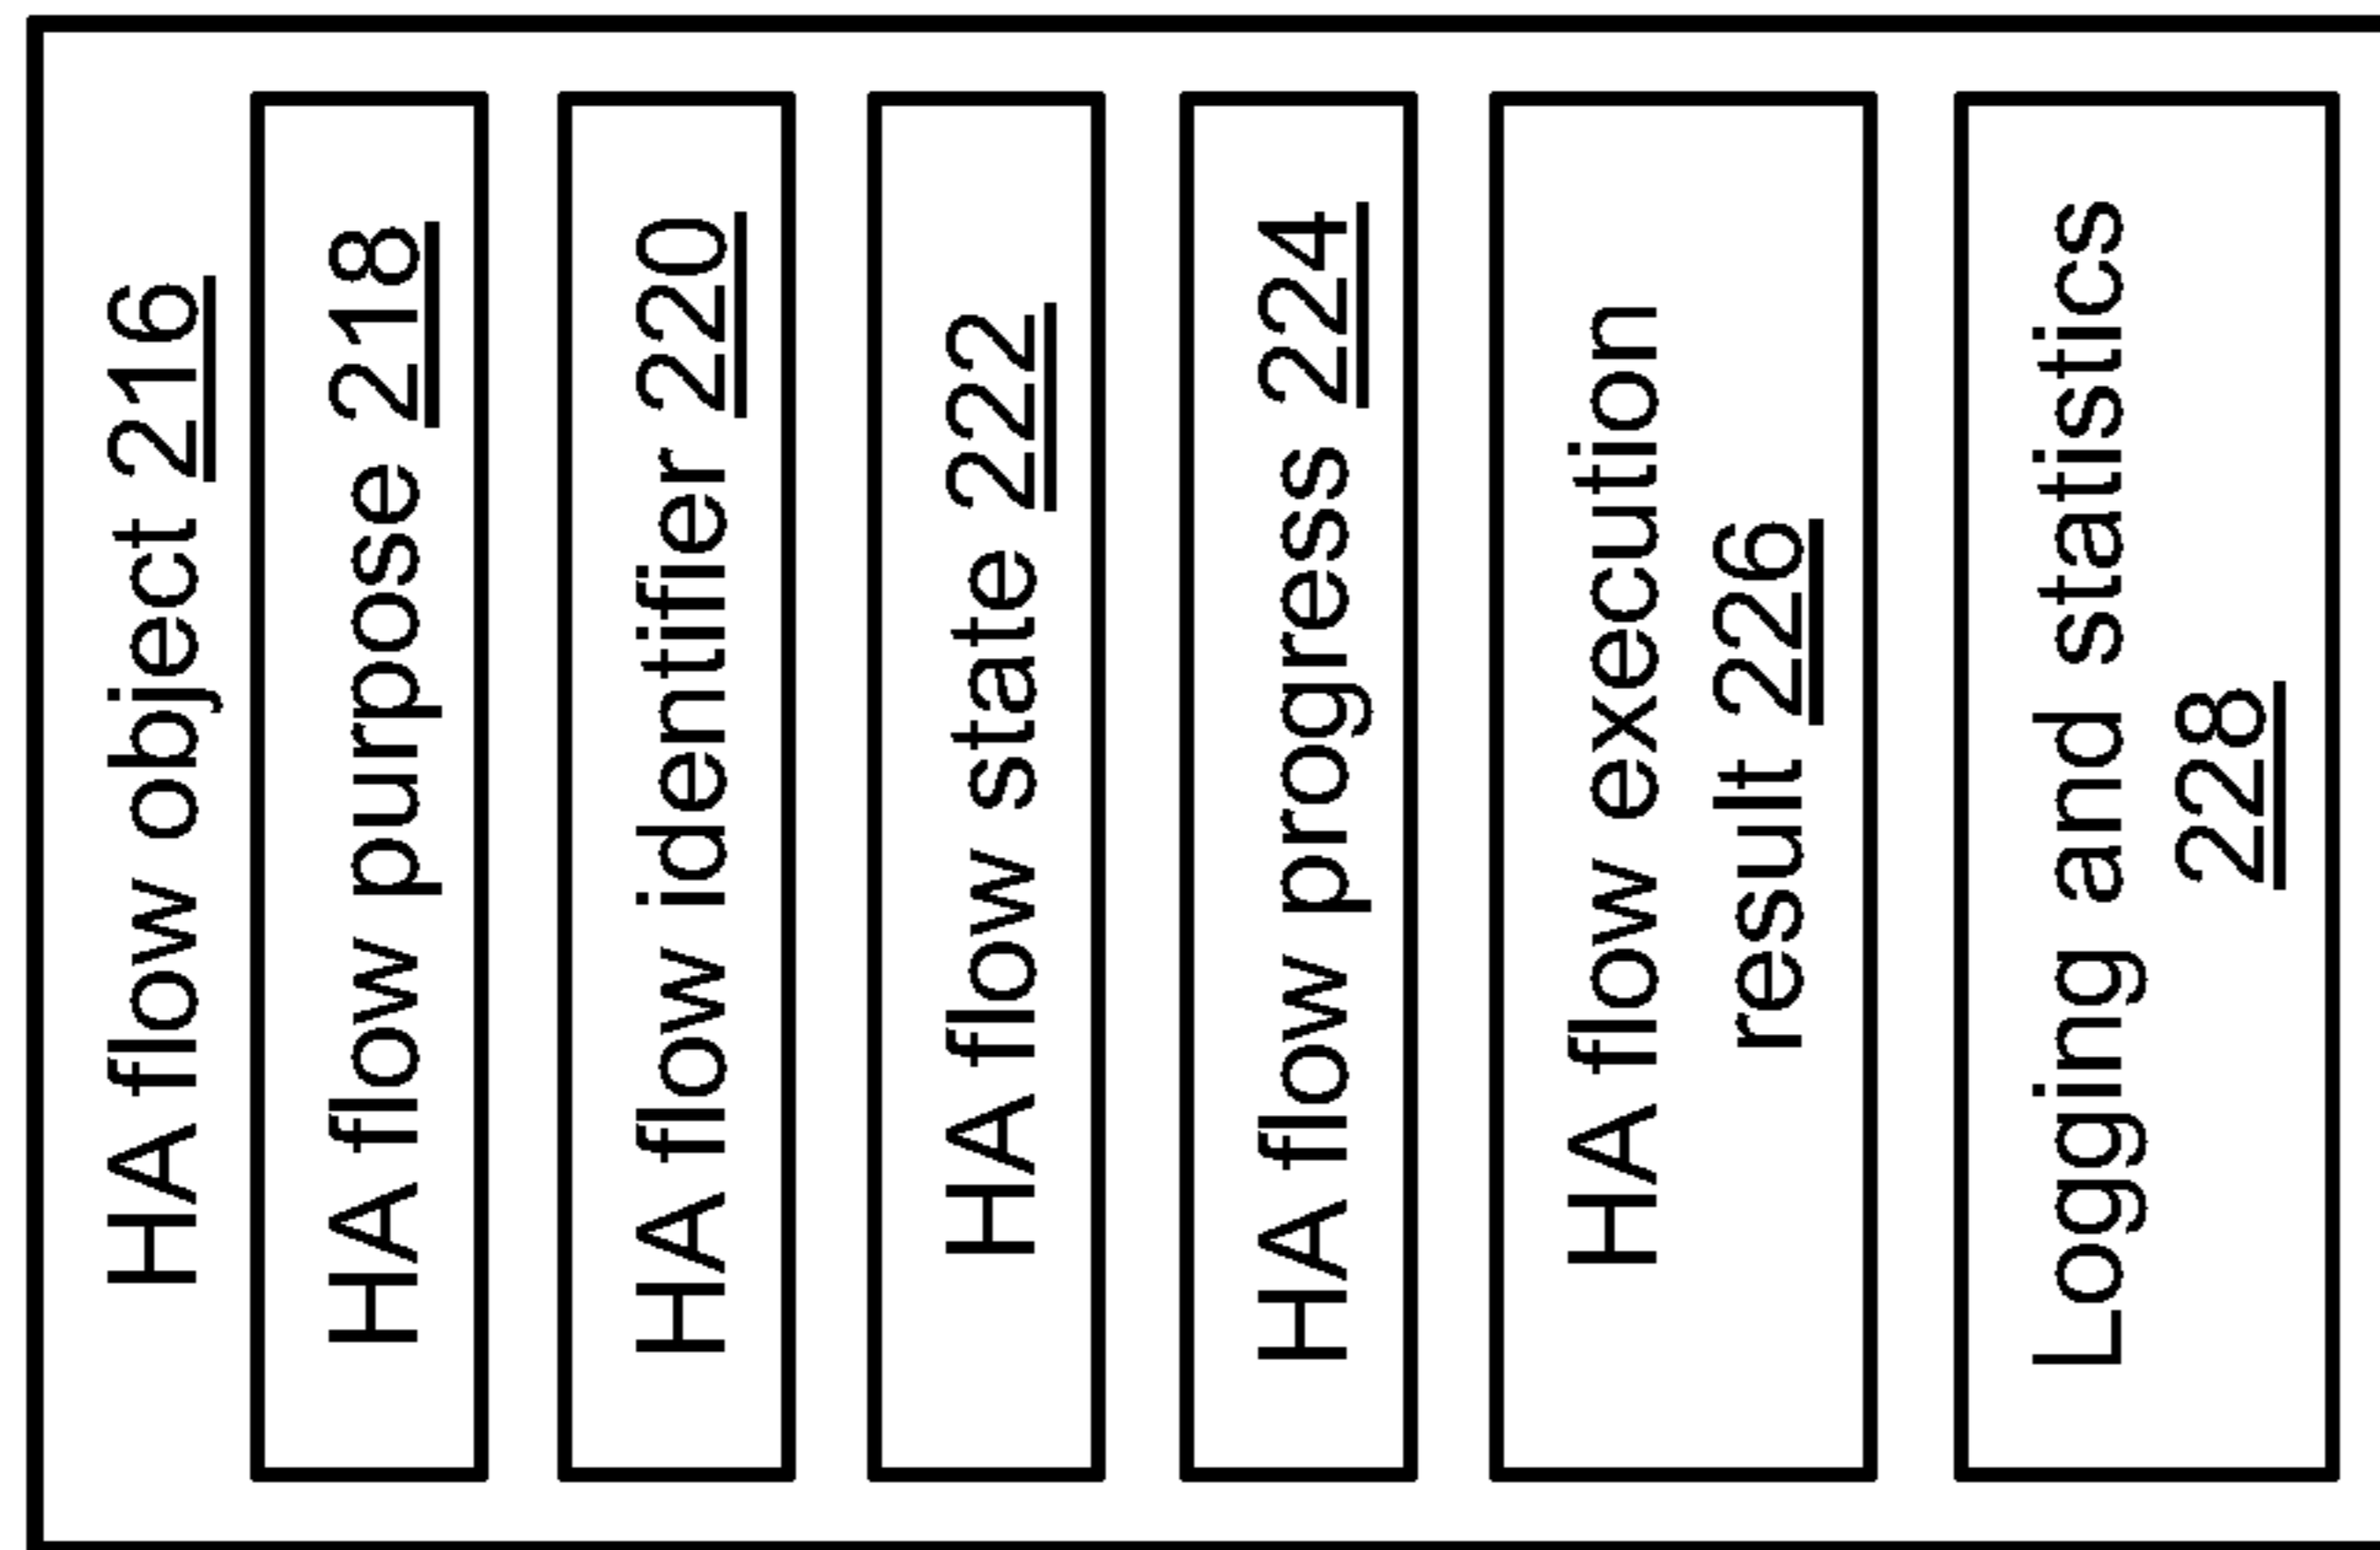 HA flow object 216
HA flow purpose 218
HA flow identifier 220
HA flow state 222
HA flow progress 224
HA flow execution
result 226
Logging and statistics
228